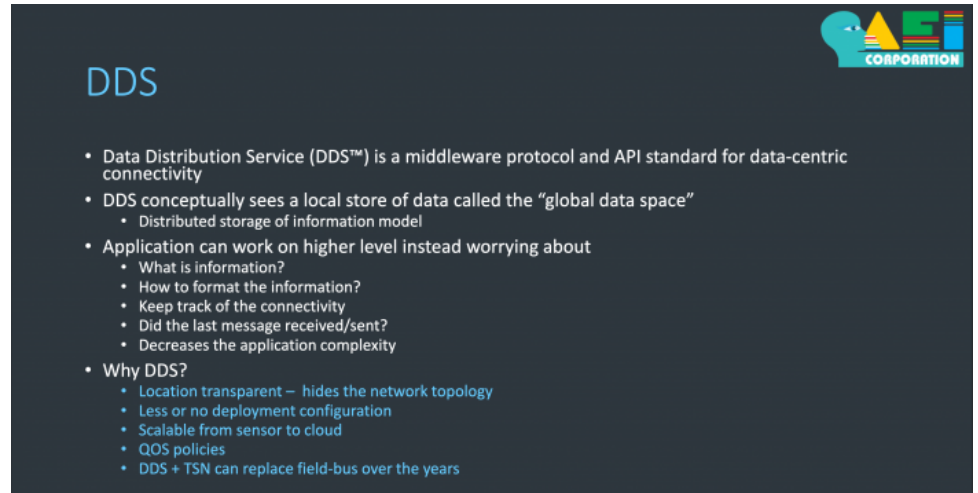 AEI
CORPORATION
DDS
• Data Distribution Service (DDS™) is a middleware protocol and API standard for data-centric
connectivity
• DDS conceptually sees a local store of data called the “global data space”
• Distributed storage of information model
• Application can work on higher level instead worrying about
• What is information?
• How to format the information?
• Keep track of the connectivity
• Did the last message received/sent?
• Decreases the application complexity
• Why DDS?
• Location transparent – hides the network topology
• Less or no deployment configuration
• Scalable from sensor to cloud
• QOS policies
• DDS + TSN can replace field-bus over the years